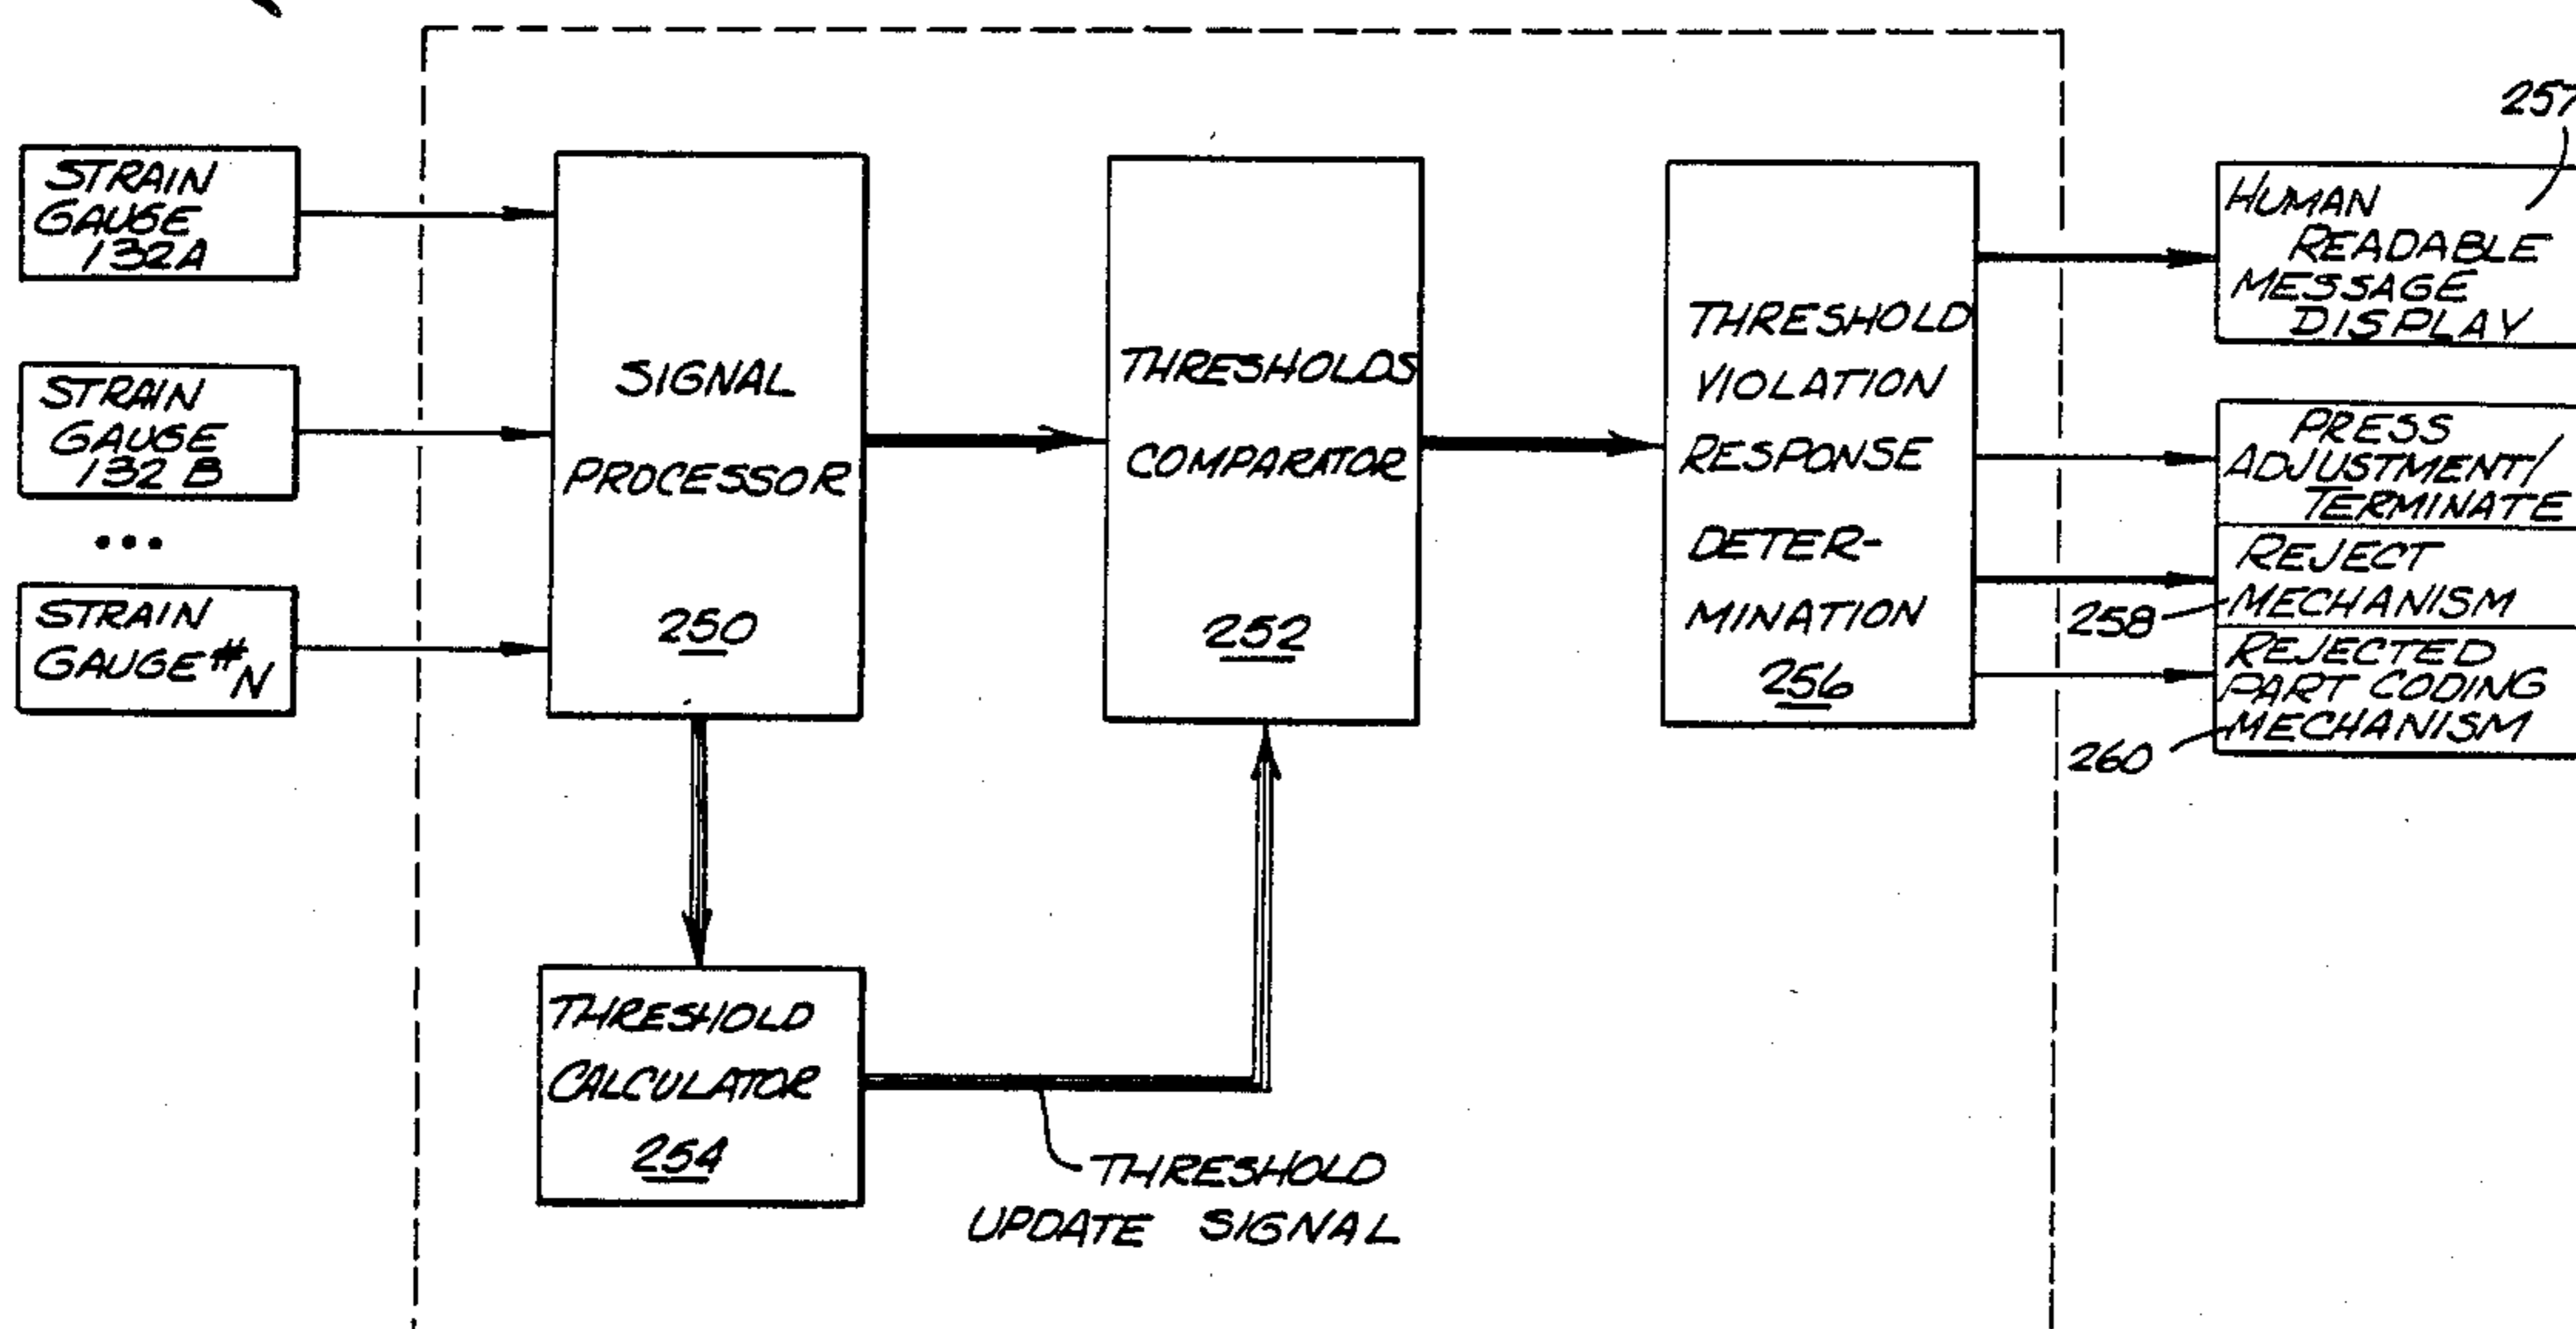 STRAIN
GAUGE
132A
STRAIN
GAUGE
132B
...
STRAIN
GAUGE #N
SIGNAL
PROCESSOR
250
THRESHOLDS
COMPARATOR
252
THRESHOLD
VIOLATION
RESPONSE
DETER-
MINATION
256
257
HUMAN
READABLE
MESSAGE
DISPLAY
PRESS
ADJUSTMENT/
TERMINATE
REJECT
MECHANISM
258
REJECTED
PART CODING
MECHANISM
260
THRESHOLD
CALCULATOR
254
THRESHOLD
UPDATE SIGNAL